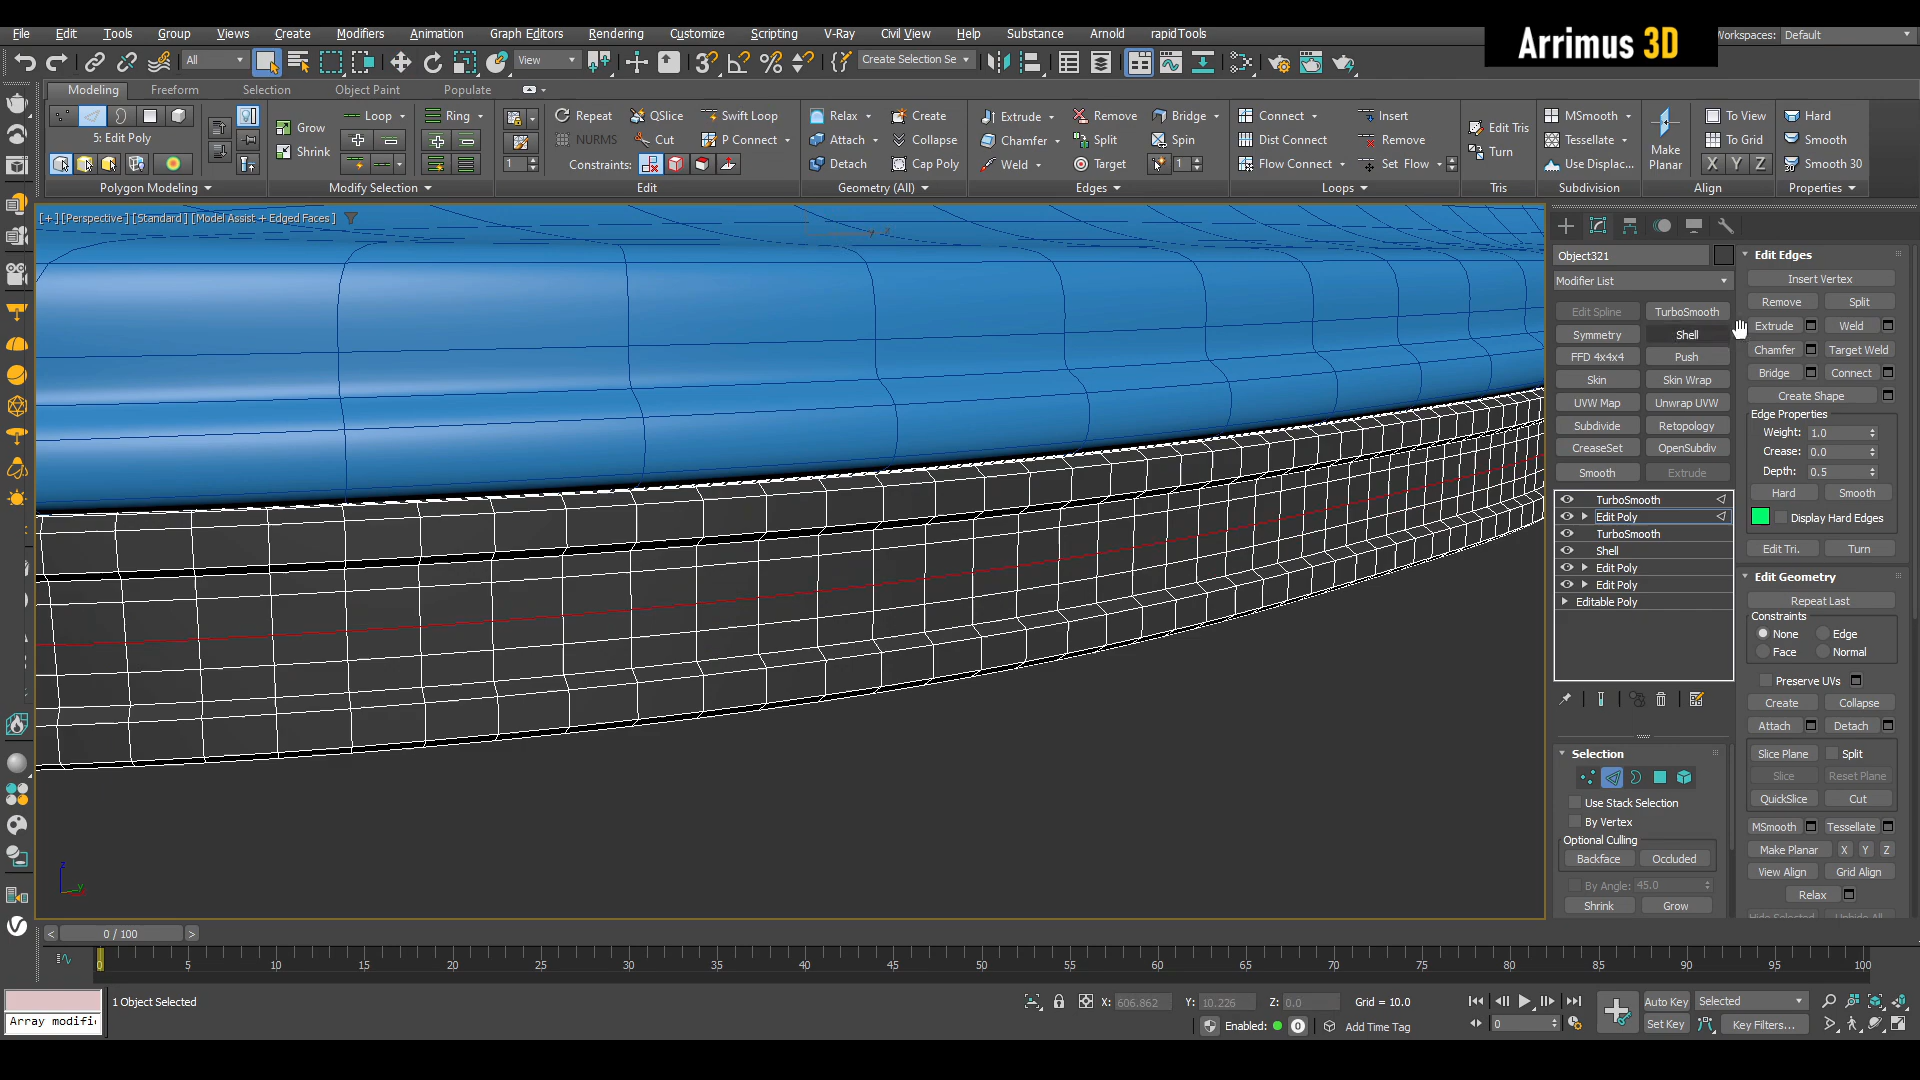 File Edit Tools Group Views Create Modifiers Animation Graph Editors Rendering Customize Scripting V-Ray Civil View Substance Arnold Help rapidTools
Arrimus 3D
Workspaces: Default
All View Create Selection Se
Modeling Freeform Selection Object Paint Populate
Loop Ring Repeat QSlice Swift Loop Relax Create Extrude Remove Bridge Connect Insert MSmooth To View Hard
5: Edit Poly Grow NURMS Cut P Connect Attach Collapse Chamfer Split Spin Dist Connect Remove Edit Tris Tessellate Make Planar To Grid Smooth
Shrink 1 Constraints: Detach Cap Poly Weld Target 1 Flow Connect Set Flow Turn Use Displac... X Y Z Smooth 30
Polygon Modeling Modify Selection Edit Geometry (All) Edges Loops Tris Subdivision Align Properties
[+] [Perspective] [Standard] [Model Assist + Edged Faces]
Object321
Modifier List
Edit Spline TurboSmooth
Symmetry Shell
FFD 4x4x4 Push
Skin Skin Wrap
UVW Map Unwrap UVW
Subdivide Retopology
CreaseSet OpenSubdiv
Smooth Extrude
TurboSmooth
Edit Poly
TurboSmooth
Shell
Edit Poly
Edit Poly
Editable Poly
Selection
Use Stack Selection
By Vertex
Optional Culling
Backface Occluded
By Angle: 45.0
Shrink Grow
Edit Edges
Insert Vertex
Remove Split
Extrude Weld
Chamfer Target Weld
Bridge Connect
Create Shape
Edge Properties
Weight: 1.0
Crease: 0.0
Depth: 0.5
Hard Smooth
Display Hard Edges
Edit Tri. Turn
Edit Geometry
Repeat Last
Constraints
None Edge
Face Normal
Preserve UVs
Create Collapse
Attach Detach
Slice Plane Split
Slice Reset Plane
QuickSlice Cut
MSmooth Tessellate
Make Planar X Y Z
View Align Grid Align
Relax
z y
< 0 / 100 >
0 5 10 15 20 25 30 35 40 45 50 55 60 65 70 75 80 85 90 95 100
1 Object Selected X: 606.862 Y: 10.226 Z: 0.0 Grid = 10.0 Auto Key Selected
Array modifi Enabled: 0 Add Time Tag 0 Set Key Key Filters...